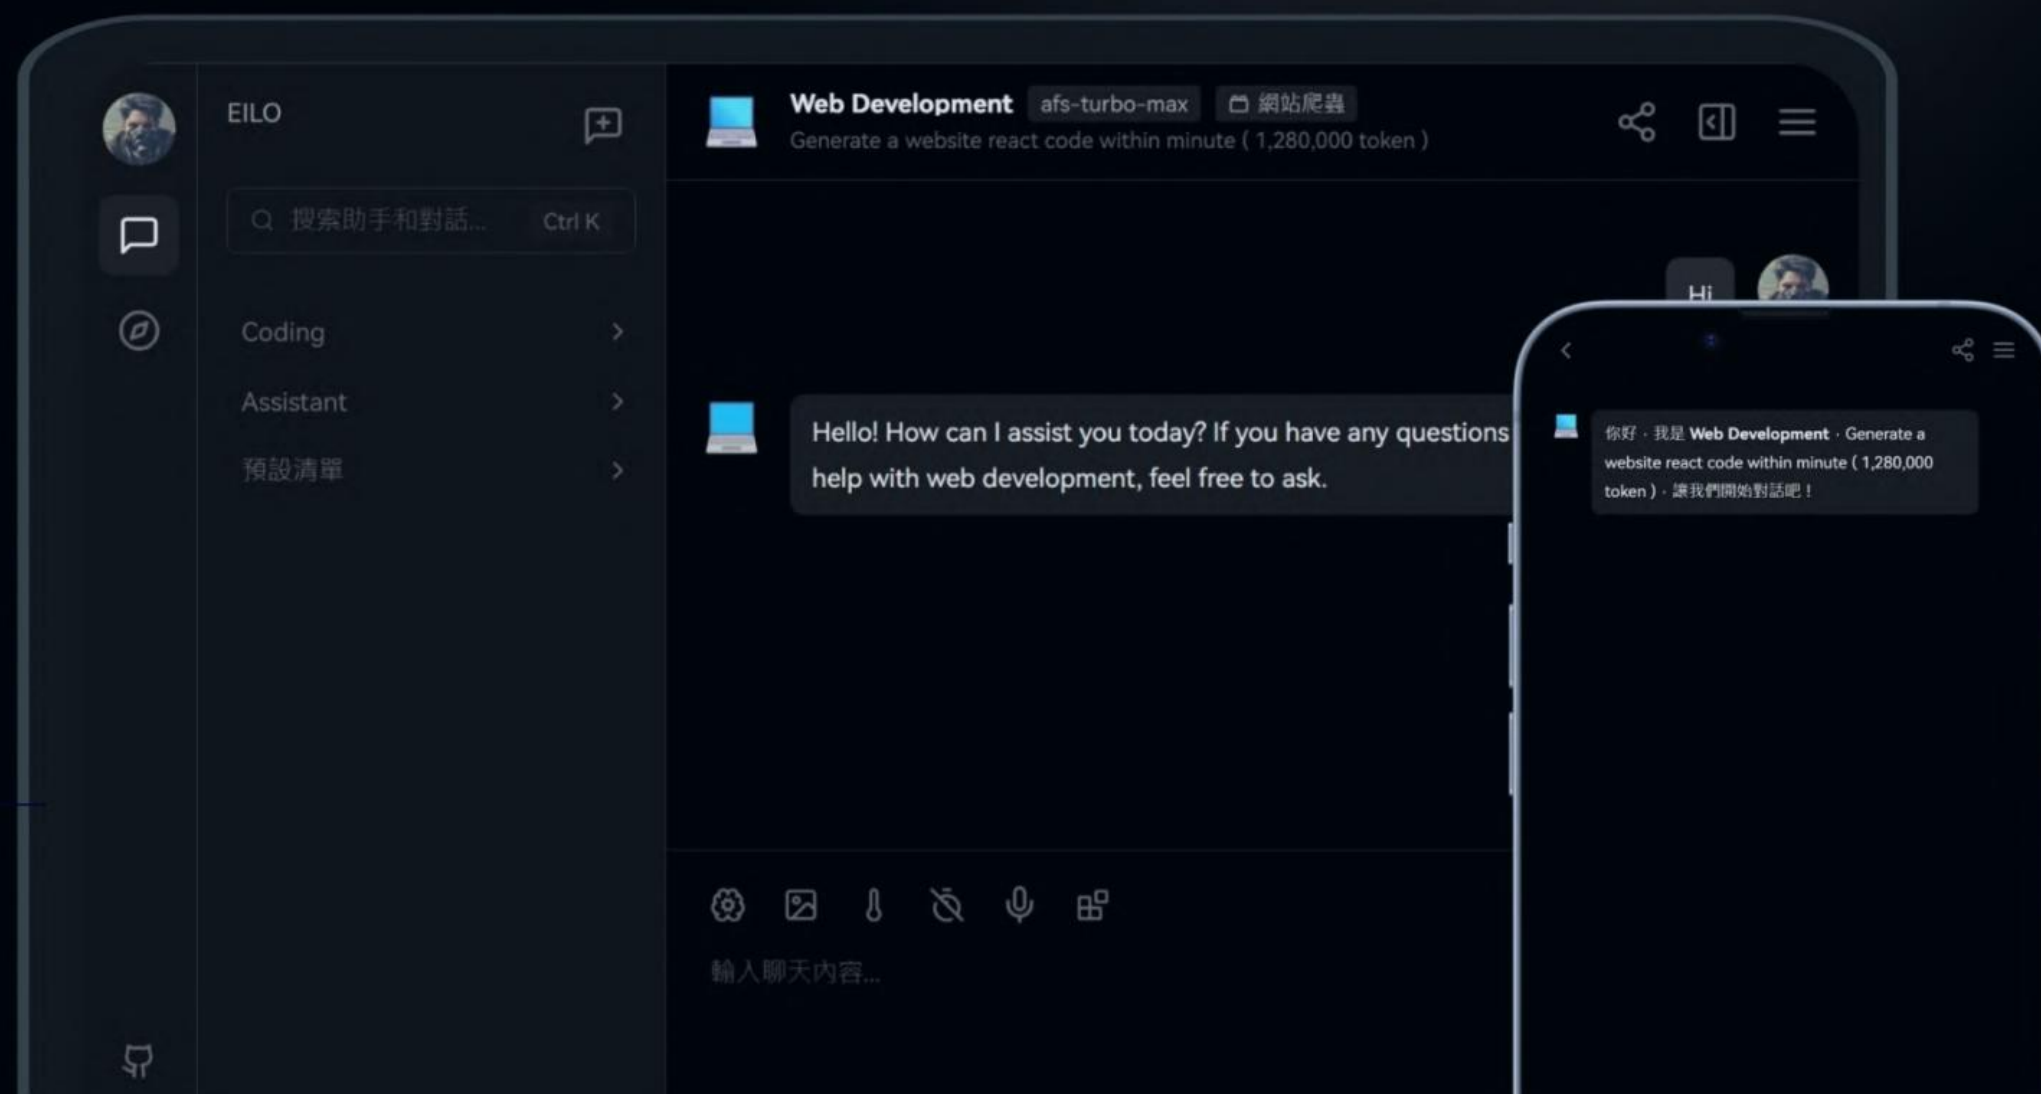 EILO
搜索助手和對話...
Ctrl K
Coding
Assistant
預設清單
Web Development
afs-turbo-max
網站爬蟲
Generate a website react code within minute ( 1,280,000 token )
Hi
Hello! How can I assist you today? If you have any questions
help with web development, feel free to ask.
輸入聊天內容...
你好，我是 Web Development，Generate a
website react code within minute ( 1,280,000
token )，讓我們開始對話吧！